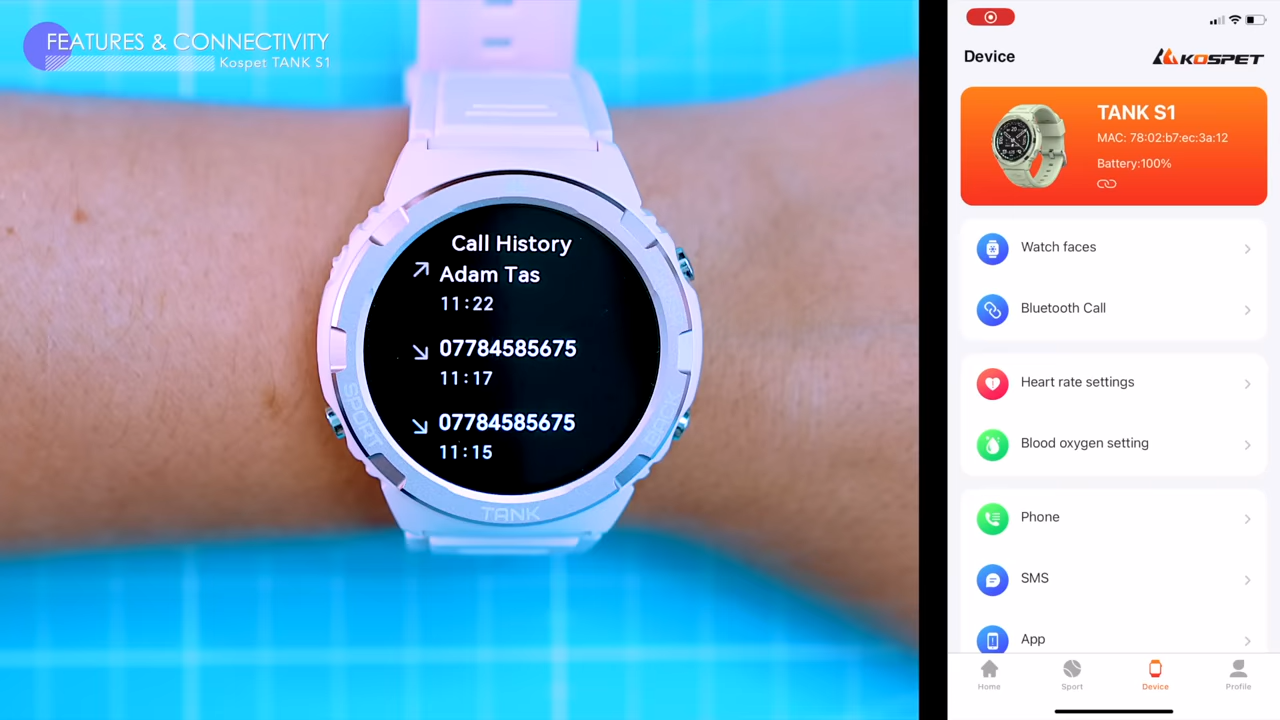 FEATURES & CONNECTIVITY
Kospet TANK S1
Call History
Adam Tas
11:22
07784585675
11:17
07784585675
11:15
SPORT
BACK
TANK
Device
KOSPET
TANK S1
MAC: 78:02:b7:ec:3a:12
Battery:100%
Watch faces
Bluetooth Call
Heart rate settings
Blood oxygen setting
Phone
SMS
App
Home
Sport
Device
Profile